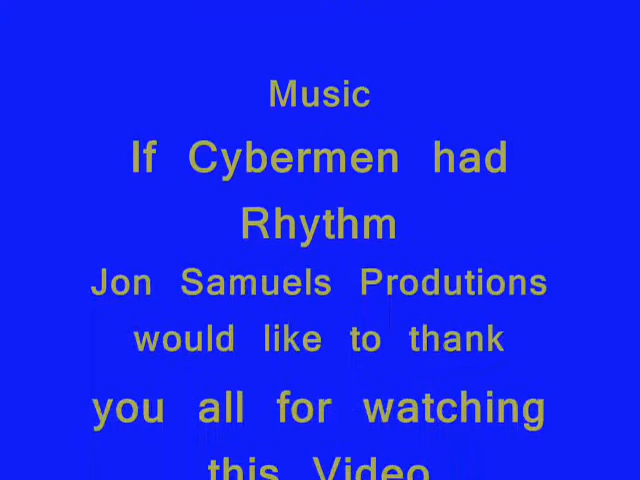 Music
If Cybermen had
Rhythm
Jon Samuels Produtions
would like to thank
you all for watching
this Video